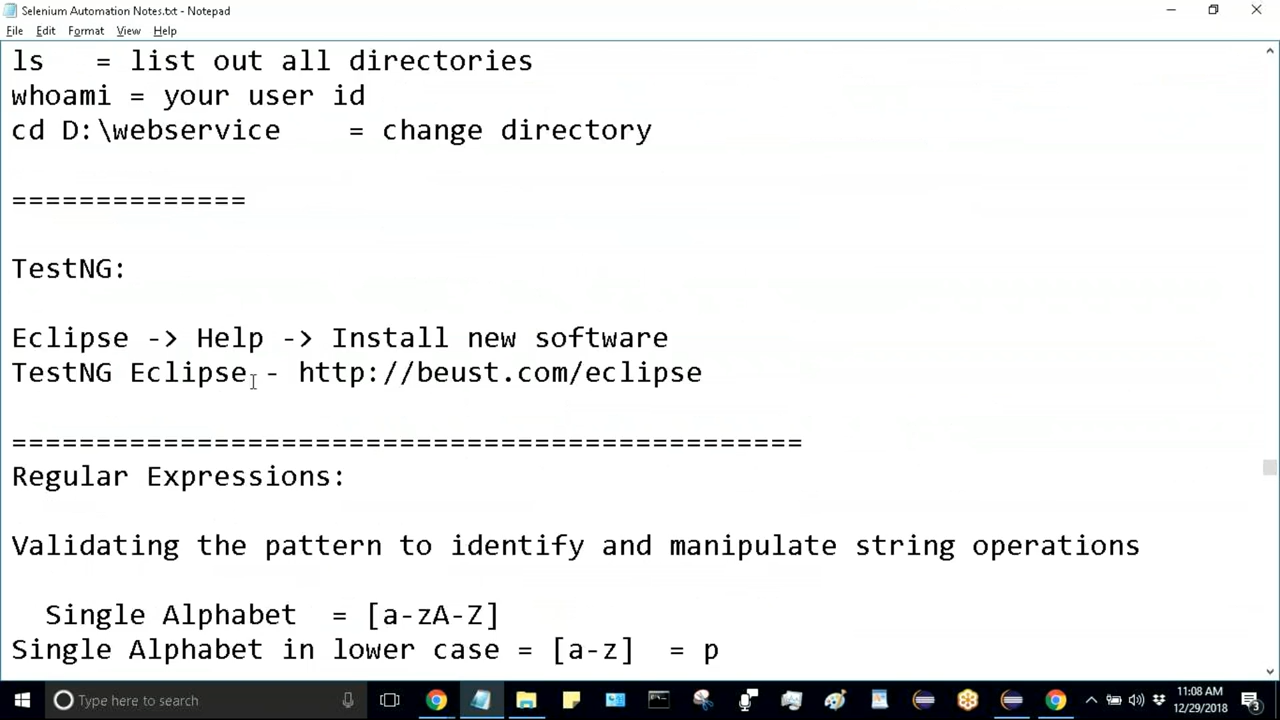 Selenium Automation Notes.txt - Notepad
File Edit Format View Help
ls = list out all directories
whoami = your user id
cd D:\webservice = change directory
==============
TestNG:
Eclipse -> Help -> Install new software
TestNG Eclipse - http://beust.com/eclipse
===============================================
Regular Expressions:
Validating the pattern to identify and manipulate string operations
Single Alphabet = [a-zA-Z]
Single Alphabet in lower case = [a-z] = p
Type here to search
11:08 AM
12/29/2018
3